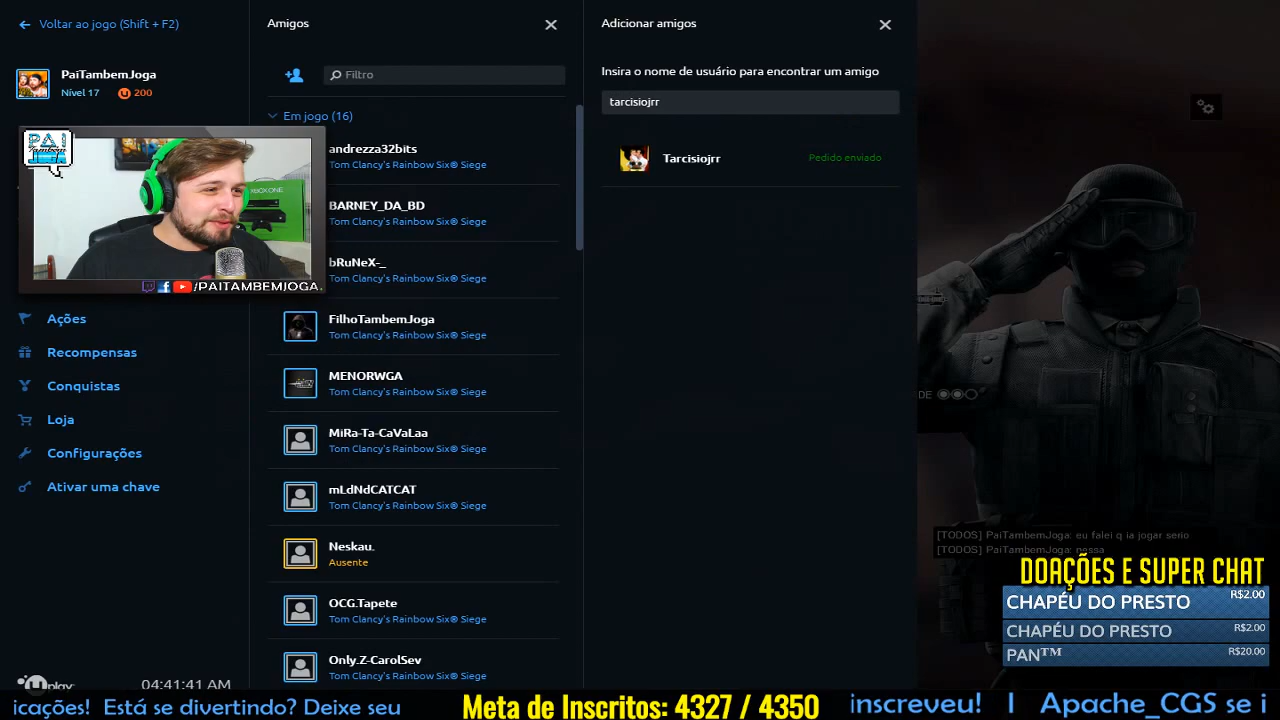 Voltar ao jogo (Shift + F2)
PaiTambemJoga
Nível 17
200
PAI
Também
JOGA
XBOX ONE
/PAITAMBEMJOGA
Ações
Recompensas
Conquistas
Loja
Configurações
Ativar uma chave
uplay
04:41:41 AM
Amigos
Filtro
Em jogo (16)
andrezza32bits
Tom Clancy's Rainbow Six® Siege
BARNEY_DA_BD
Tom Clancy's Rainbow Six® Siege
bRuNeX-_
Tom Clancy's Rainbow Six® Siege
FilhoTambemJoga
Tom Clancy's Rainbow Six® Siege
MENORWGA
Tom Clancy's Rainbow Six® Siege
MiRa-Ta-CaVaLaa
Tom Clancy's Rainbow Six® Siege
mLdNdCATCAT
Tom Clancy's Rainbow Six® Siege
Neskau.
Ausente
OCG.Tapete
Tom Clancy's Rainbow Six® Siege
Only.Z-CarolSev
Tom Clancy's Rainbow Six® Siege
Adicionar amigos
Insira o nome de usuário para encontrar um amigo
tarcisiojrr
Tarcisiojrr
Pedido enviado
DE
[TODOS] PaiTambemJoga: eu falei q ia jogar serio
[TODOS] PaiTambemJoga: nossa
DOAÇÕES E SUPER CHAT
CHAPÉU DO PRESTO R$2.00
CHAPÉU DO PRESTO R$2.00
PAN™ R$20.00
icações! Está se divertindo? Deixe seu
Meta de Inscritos: 4327 / 4350
inscreveu! I Apache_CGS se i